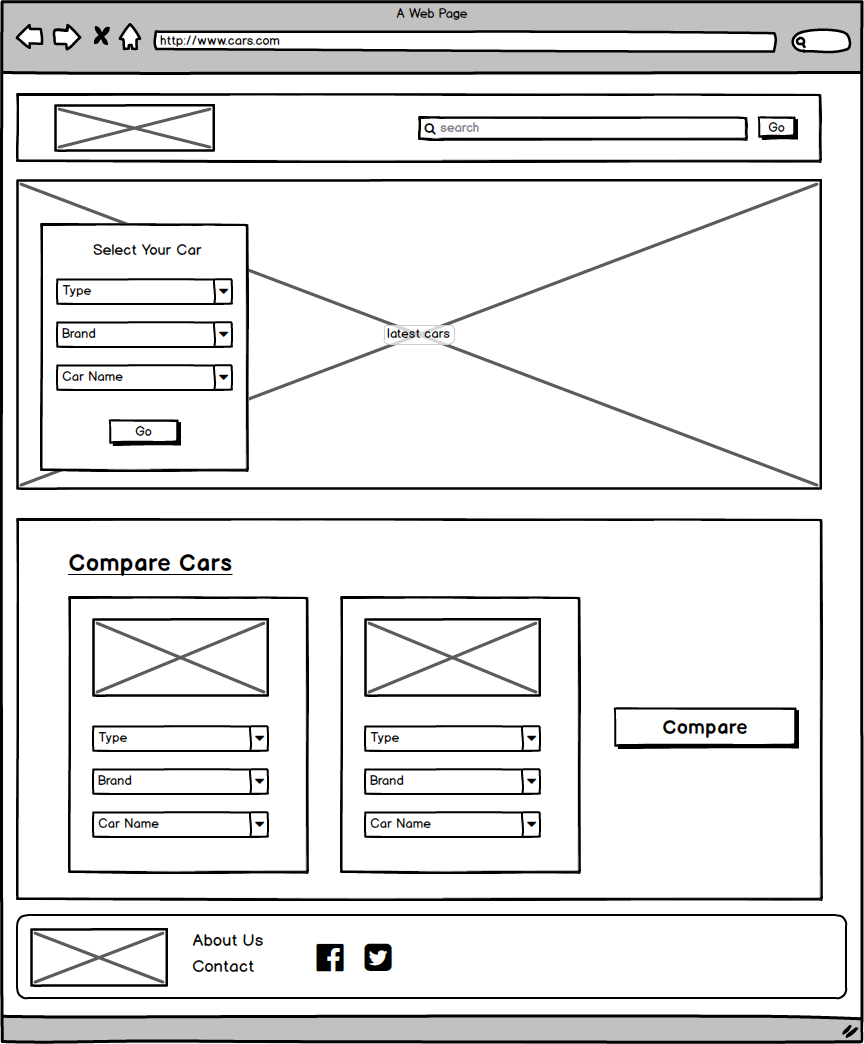 A Web Page
http://www.cars.com
search
Go
Select Your Car
Type
Brand
Car Name
Go
latest cars
Compare Cars
Type
Brand
Car Name
Type
Brand
Car Name
Compare
About Us
Contact